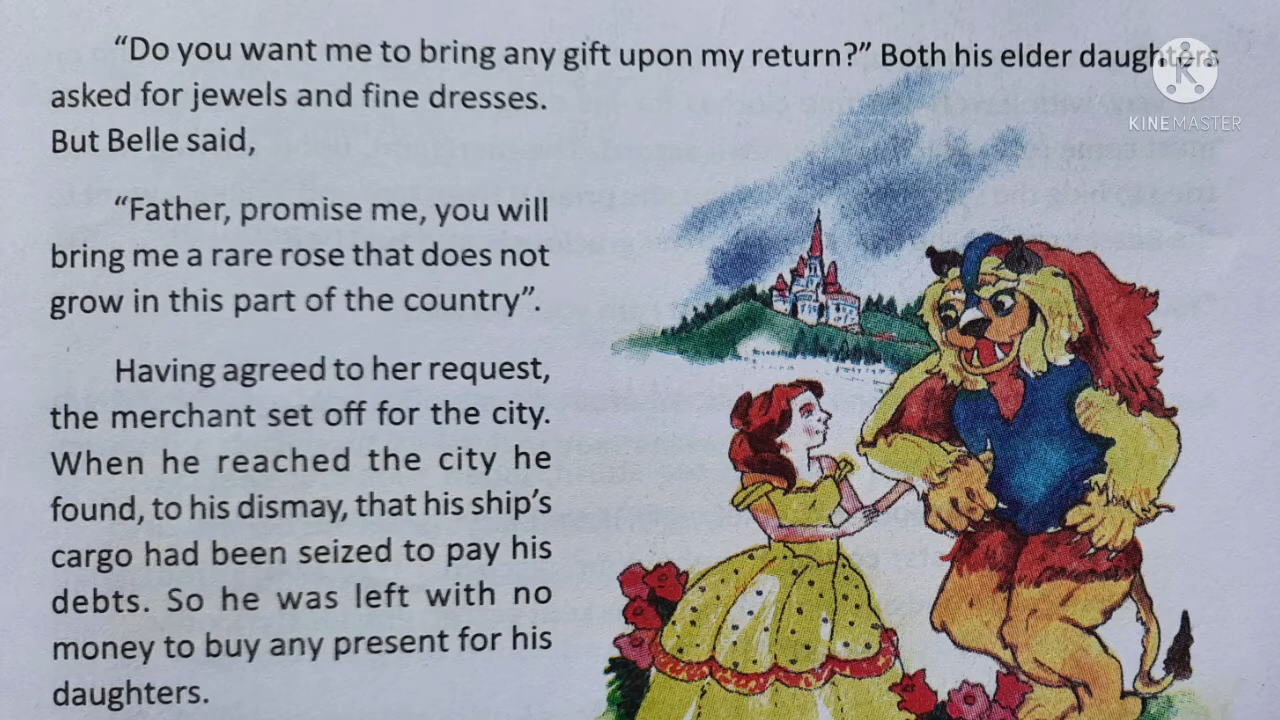 “Do you want me to bring any gift upon my return?” Both his elder daughters
asked for jewels and fine dresses.
But Belle said,
“Father, promise me, you will
bring me a rare rose that does not
grow in this part of the country”.
Having agreed to her request,
the merchant set off for the city.
When he reached the city he
found, to his dismay, that his ship’s
cargo had been seized to pay his
debts. So he was left with no
money to buy any present for his
daughters.
K
KINEMASTER